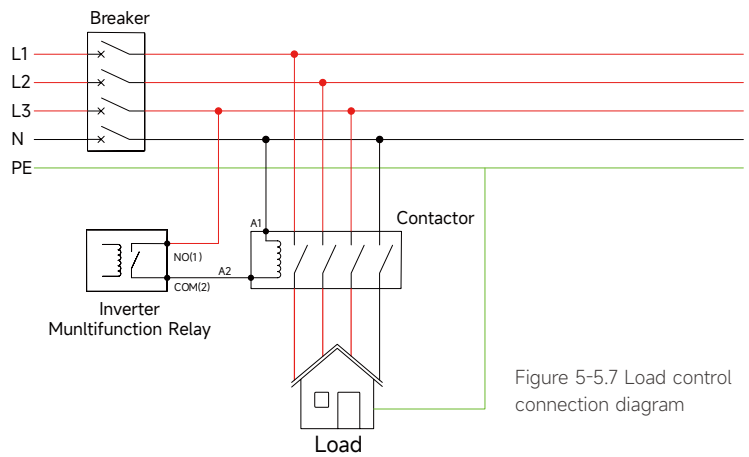 Breaker
L1
L2
L3
N
PE
A1
Contactor
NO(1)
A2
COM(2)
Inverter
Munltifunction Relay
Figure 5-5.7 Load control
connection diagram
Load